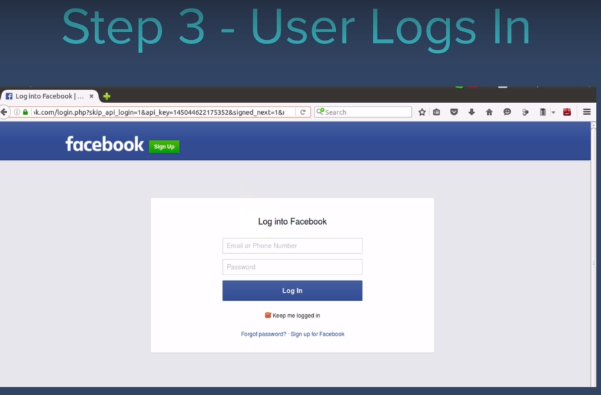 Step 3 - User Logs In
Log into Facebook | ...
k.com/login.php?skip_api_login=1&api_key=145044622175352&signed_next=1&
Search
facebook Sign Up
Log into Facebook
Email or Phone Number
Password
Log In
Keep me logged in
Forgot password? · Sign up for Facebook